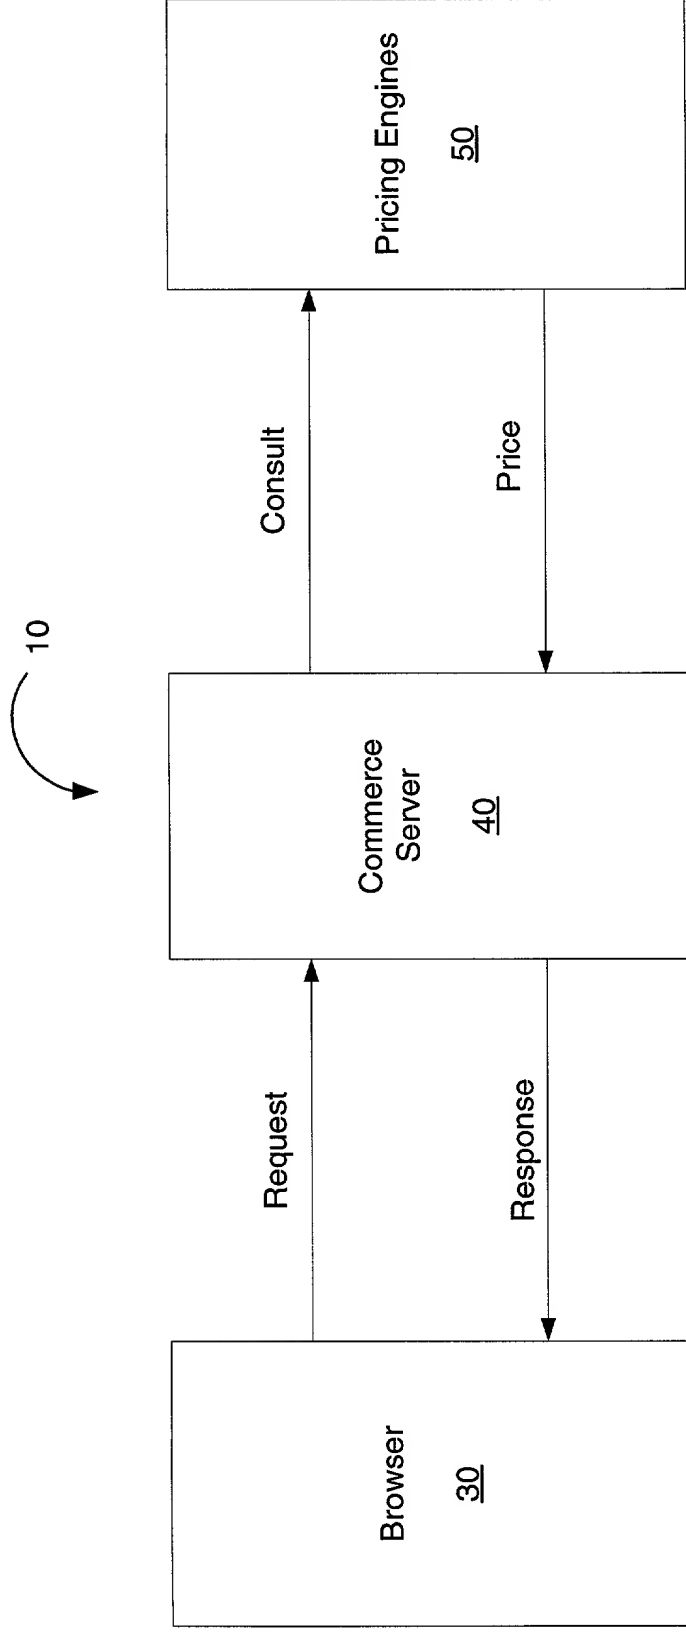 10
Request
Consult
Browser
30
Commerce
Server
40
Pricing Engines
50
Response
Price